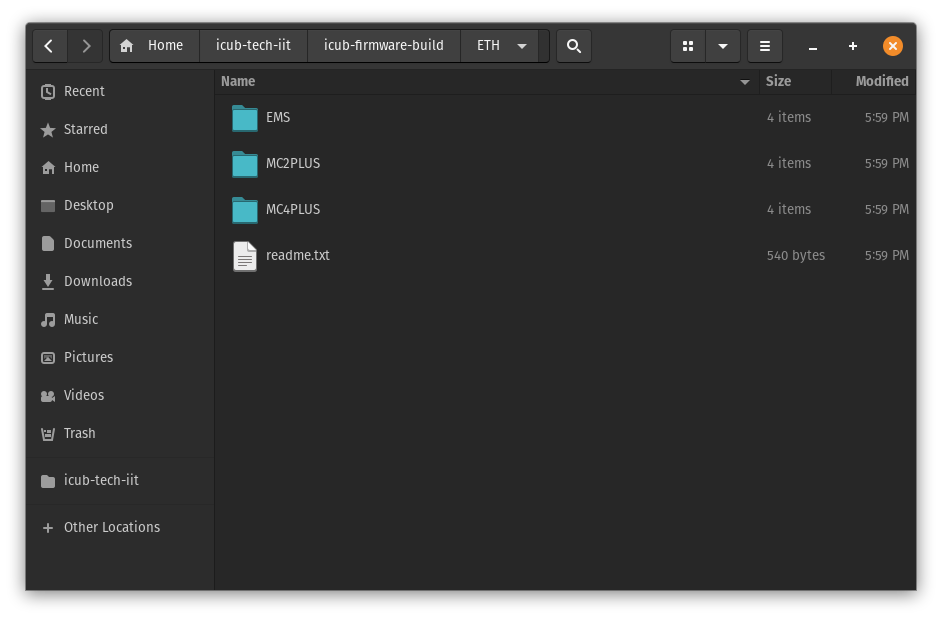 Home icub-tech-iit icub-firmware-build ETH
Name Size Modified
Recent
Starred
Home
Desktop
Documents
Downloads
Music
Pictures
Videos
Trash
icub-tech-iit
Other Locations
EMS 4 items 5:59 PM
MC2PLUS 4 items 5:59 PM
MC4PLUS 4 items 5:59 PM
readme.txt 540 bytes 5:59 PM